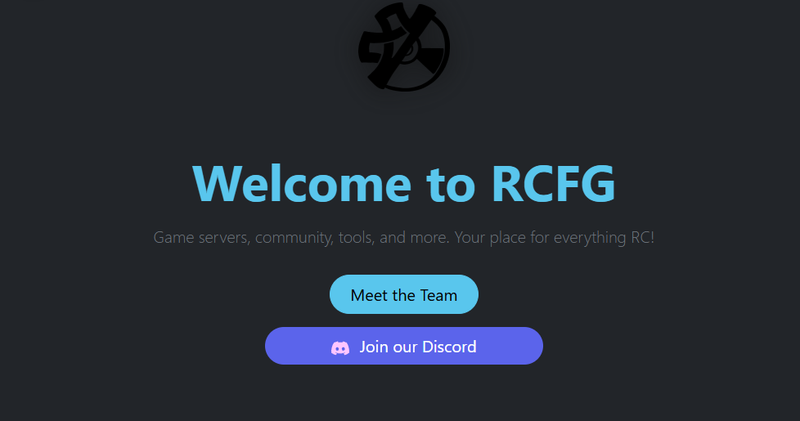 Welcome to RCFG
Game servers, community, tools, and more. Your place for everything RC!
Meet the Team
Join our Discord